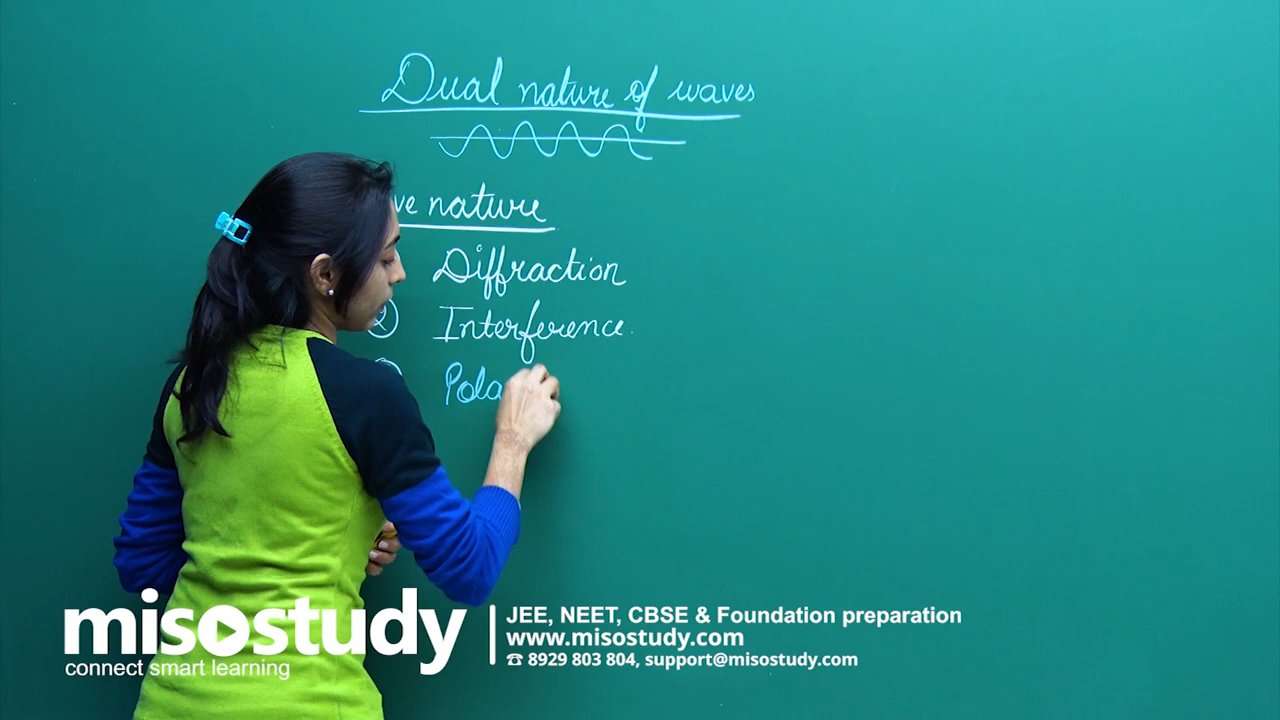 Dual nature of waves
ve nature
Diffraction
2 Interference.
Pola
misostudy
connect smart learning
JEE, NEET, CBSE & Foundation preparation
www.misostudy.com
☎ 8929 803 804, support@misostudy.com